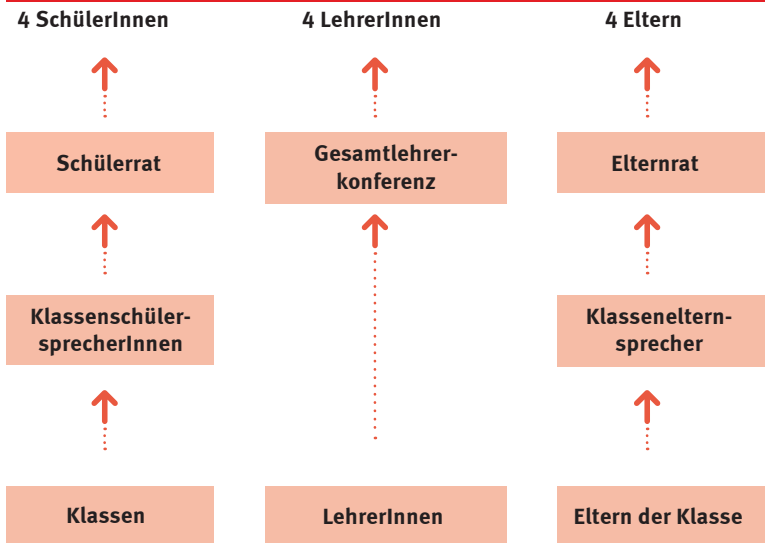 4 SchülerInnen
4 LehrerInnen
4 Eltern
Schülerrat
Gesamtlehrer-
konferenz
Elternrat
Klassenschüler-
sprecherInnen
Klasseneltern-
sprecher
Klassen
LehrerInnen
Eltern der Klasse